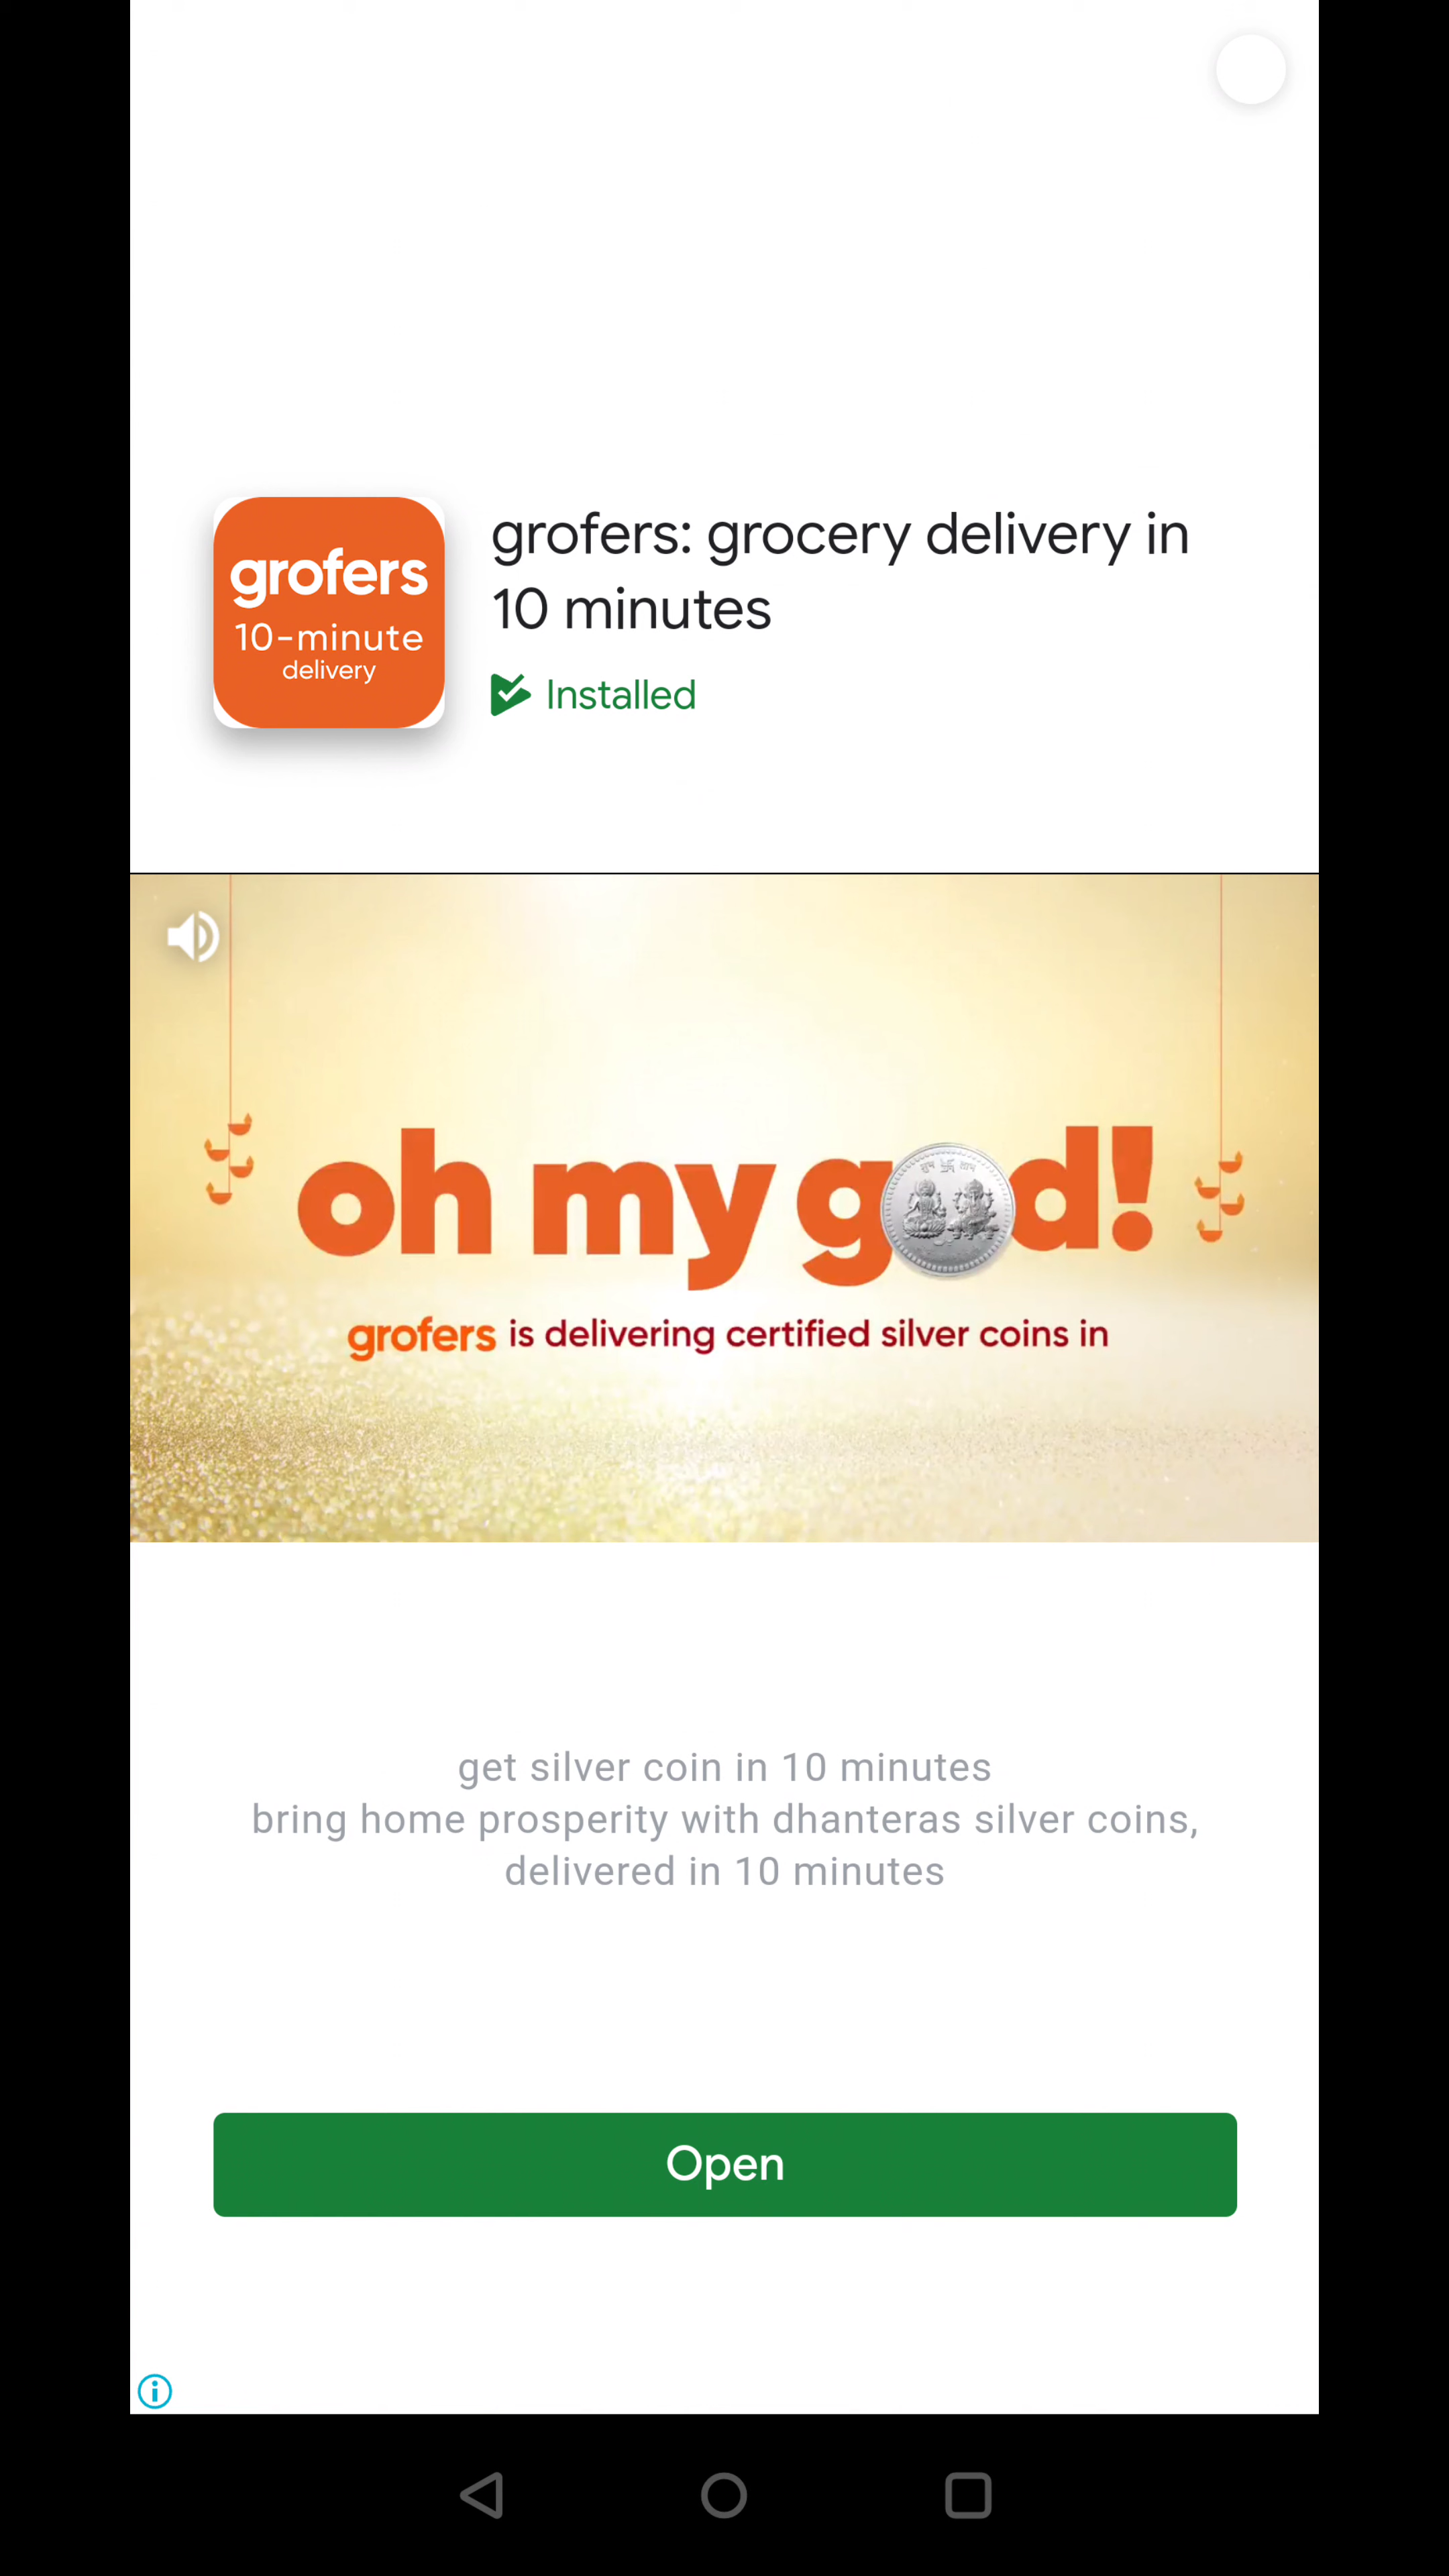 grofers
10-minute
delivery
grofers: grocery delivery in
10 minutes
Installed
oh my god!
शुभ लाभ
grofers is delivering certified silver coins in
get silver coin in 10 minutes
bring home prosperity with dhanteras silver coins,
delivered in 10 minutes
Open